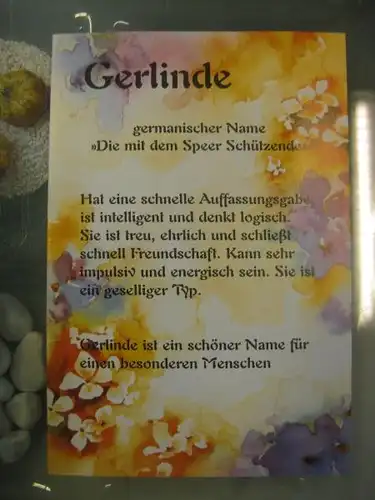 Gerlinde
germanischer Name
»Die mit dem Speer Schützende«
Hat eine schnelle Auffassungsgabe,
ist intelligent und denkt logisch.
Sie ist treu, ehrlich und schließt
schnell Freundschaft. Kann sehr
impulsiv und energisch sein. Sie ist
ein geselliger Typ.
Gerlinde ist ein schöner Name für
einen besonderen Menschen